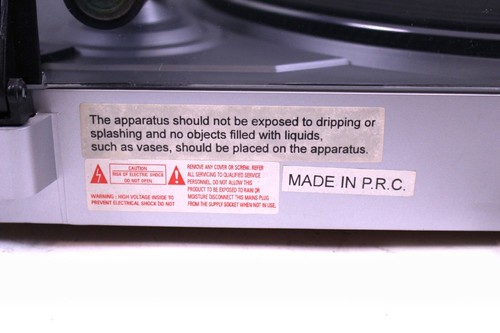 The apparatus should not be exposed to dripping or
splashing and no objects filled with liquids,
such as vases, should be placed on the apparatus.
CAUTION
RISK OF ELECTRIC SHOCK
DO NOT OPEN
WARNING : HIGH VOLTAGE INSIDE TO
PREVENT ELECTRICAL SHOCK DO NOT
REMOVE ANY COVER OR SCREW. REFER
ALL SERVICING TO QUALIFIED SERVICE
PERSONNEL, DO NOT ALLOW THIS
PRODUCT TO BE EXPOSED TO RAIN OR
MOISTURE DISCONNECT THIS MAINS PLUG
FROM THE SUPPLY SOCKET WHEN NOT IN USE.
MADE IN P.R.C.